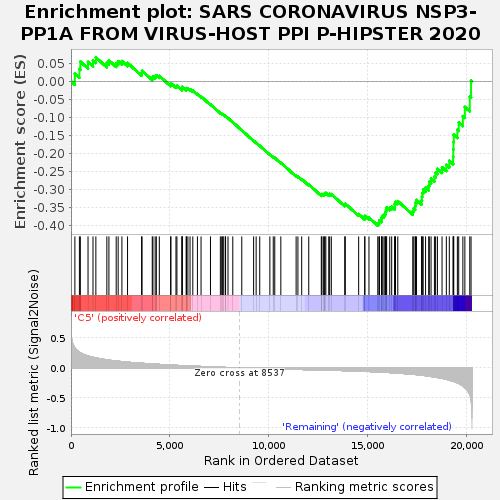 Enrichment plot: SARS CORONAVIRUS NSP3-
PP1A FROM VIRUS-HOST PPI P-HIPSTER 2020
Enrichment score (ES)
0.05
0.00
-0.05
-0.10
-0.15
-0.20
-0.25
-0.30
-0.35
-0.40
'C5' (positively correlated)
Ranked list metric (Signal2Noise)
0.5
0.0
-0.5
-1.0
Zero cross at 8537
'Remaining' (negatively correlated)
0
5,000
10,000
15,000
20,000
Rank in Ordered Dataset
Enrichment profile
Hits
Ranking metric scores